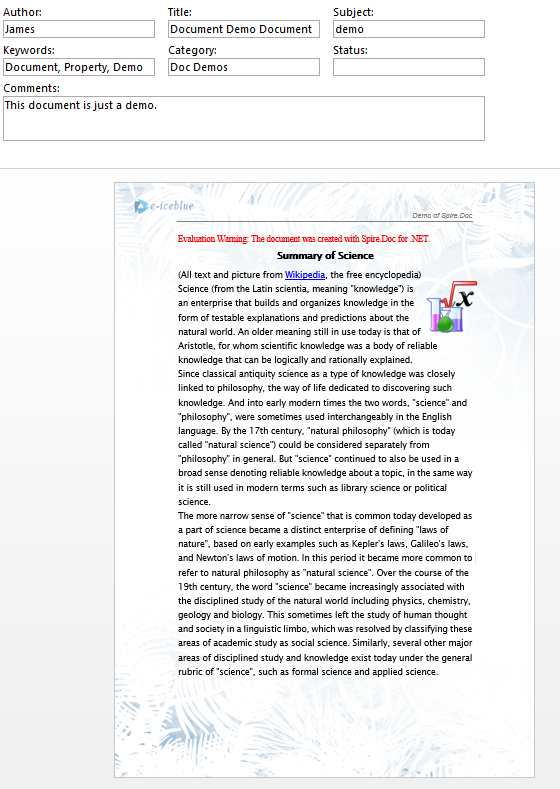 Author: Title: Subject:
James Document Demo Document demo
Keywords: Category: Status:
Document, Property, Demo Doc Demos
Comments:
This document is just a demo.
e-iceblue
Demo of Spire.Doc
Evaluation Warning: The document was created with Spire.Doc for .NET.
Summary of Science
(All text and picture from Wikipedia, the free encyclopedia)
Science (from the Latin scientia, meaning "knowledge") is
an enterprise that builds and organizes knowledge in the
form of testable explanations and predictions about the
natural world. An older meaning still in use today is that of
Aristotle, for whom scientific knowledge was a body of reliable
knowledge that can be logically and rationally explained.
Since classical antiquity science as a type of knowledge was closely
linked to philosophy, the way of life dedicated to discovering such
knowledge. And into early modern times the two words, "science" and
"philosophy", were sometimes used interchangeably in the English
language. By the 17th century, "natural philosophy" (which is today
called "natural science") could be considered separately from
"philosophy" in general. But "science" continued to also be used in a
broad sense denoting reliable knowledge about a topic, in the same way
it is still used in modern terms such as library science or political
science.
The more narrow sense of "science" that is common today developed as
a part of science became a distinct enterprise of defining "laws of
nature", based on early examples such as Kepler's laws, Galileo's laws,
and Newton's laws of motion. In this period it became more common to
refer to natural philosophy as "natural science". Over the course of the
19th century, the word "science" became increasingly associated with
the disciplined study of the natural world including physics, chemistry,
geology and biology. This sometimes left the study of human thought
and society in a linguistic limbo, which was resolved by classifying these
areas of academic study as social science. Similarly, several other major
areas of disciplined study and knowledge exist today under the general
rubric of "science", such as formal science and applied science.